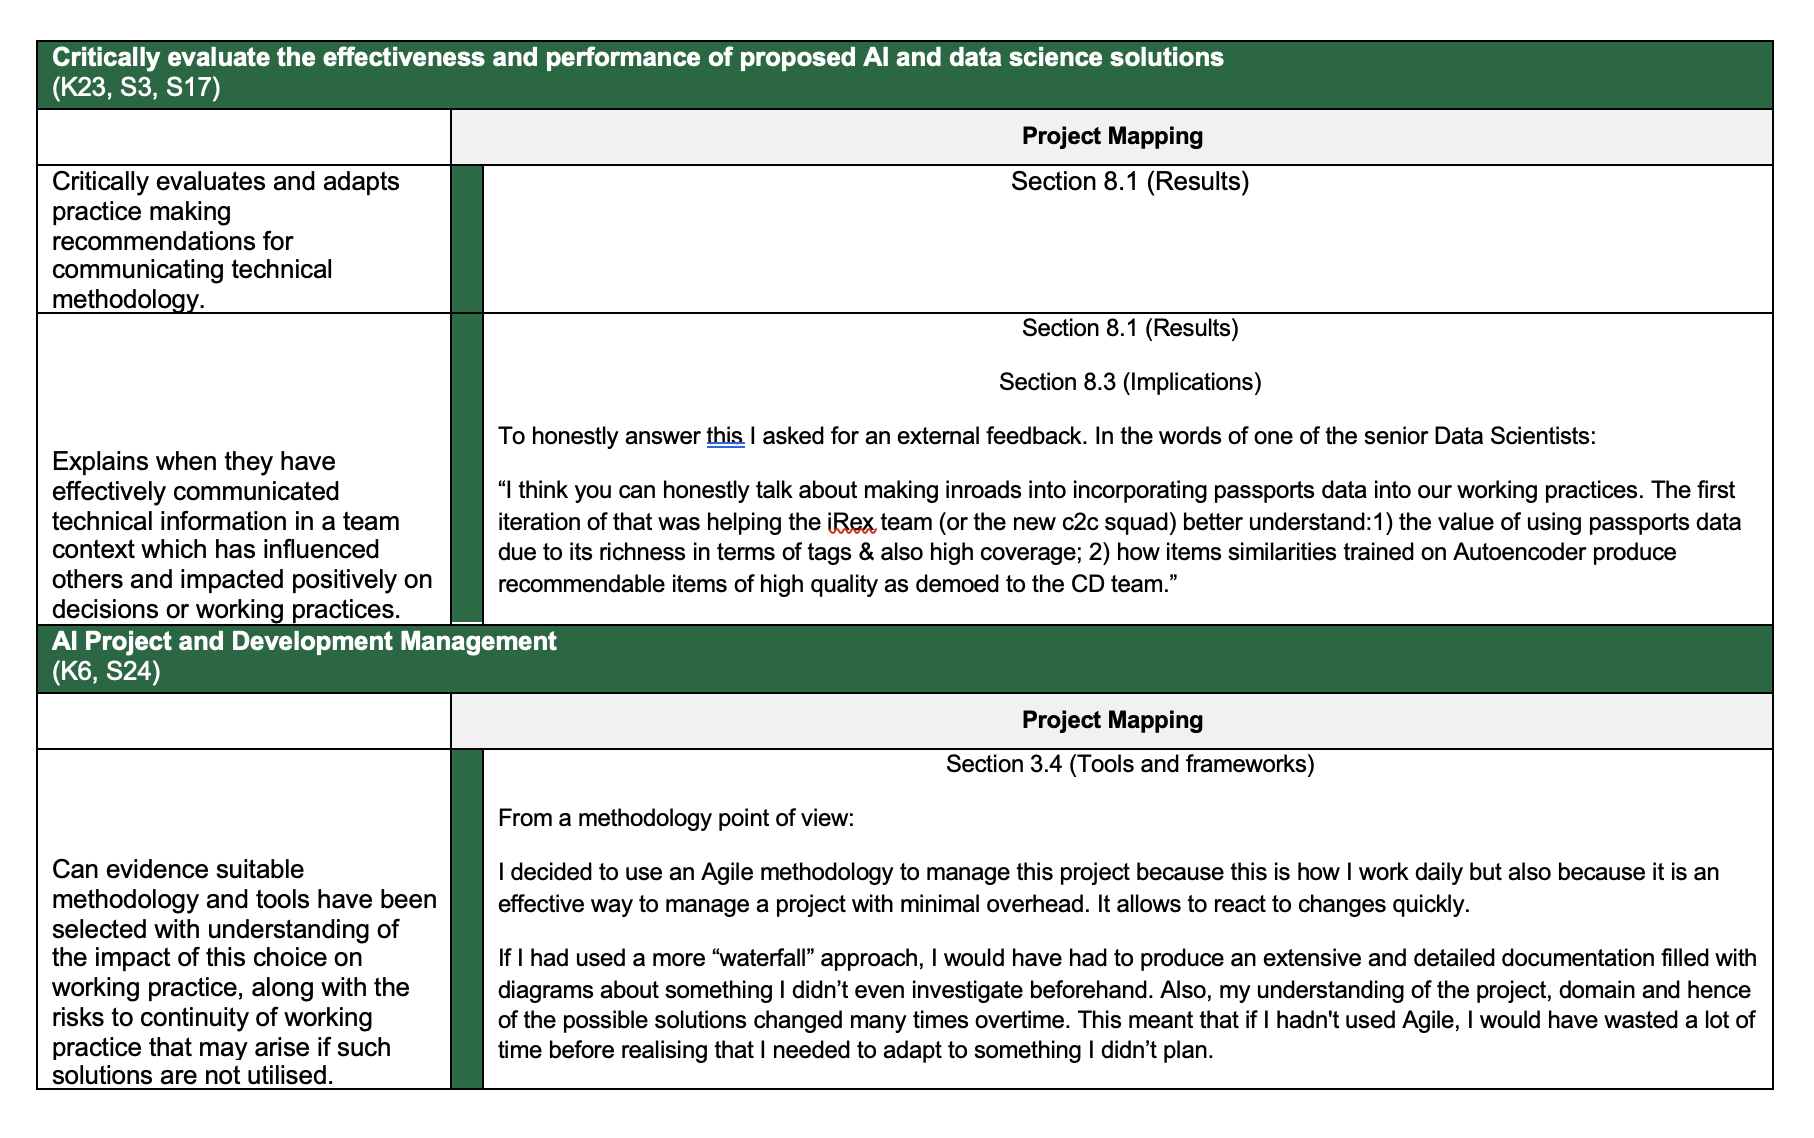 Critically evaluate the effectiveness and performance of proposed AI and data science solutions
(K23, S3, S17)
Project Mapping
Critically evaluates and adapts
practice making
recommendations for
communicating technical
methodology.
Section 8.1 (Results)
Explains when they have
effectively communicated
technical information in a team
context which has influenced
others and impacted positively on
decisions or working practices.
Section 8.1 (Results)
Section 8.3 (Implications)
To honestly answer this I asked for an external feedback. In the words of one of the senior Data Scientists:
“I think you can honestly talk about making inroads into incorporating passports data into our working practices. The first
iteration of that was helping the iRex team (or the new c2c squad) better understand:1) the value of using passports data
due to its richness in terms of tags & also high coverage; 2) how items similarities trained on Autoencoder produce
recommendable items of high quality as demoed to the CD team.”
AI Project and Development Management
(K6, S24)
Project Mapping
Can evidence suitable
methodology and tools have been
selected with understanding of
the impact of this choice on
working practice, along with the
risks to continuity of working
practice that may arise if such
solutions are not utilised.
Section 3.4 (Tools and frameworks)
From a methodology point of view:
I decided to use an Agile methodology to manage this project because this is how I work daily but also because it is an
effective way to manage a project with minimal overhead. It allows to react to changes quickly.
If I had used a more “waterfall” approach, I would have had to produce an extensive and detailed documentation filled with
diagrams about something I didn’t even investigate beforehand. Also, my understanding of the project, domain and hence
of the possible solutions changed many times overtime. This meant that if I hadn't used Agile, I would have wasted a lot of
time before realising that I needed to adapt to something I didn’t plan.